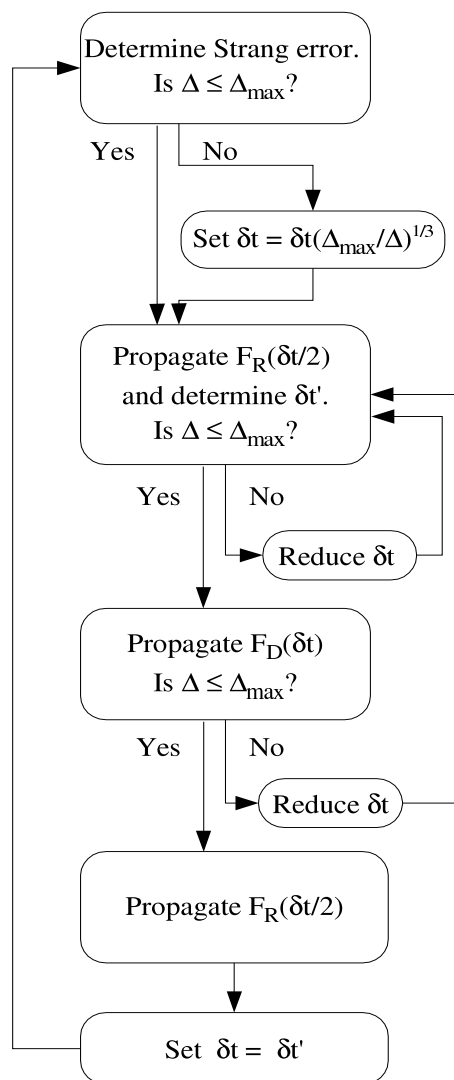 Determine Strang error.
Is Δ ≤ Δmax?
Yes No
Set δt = δt(Δmax/Δ)^1/3
Propagate FR(δt/2)
and determine δt'.
Is Δ ≤ Δmax?
Yes No
Reduce δt
Propagate FD(δt)
Is Δ ≤ Δmax?
Yes No
Reduce δt
Propagate FR(δt/2)
Set δt = δt'